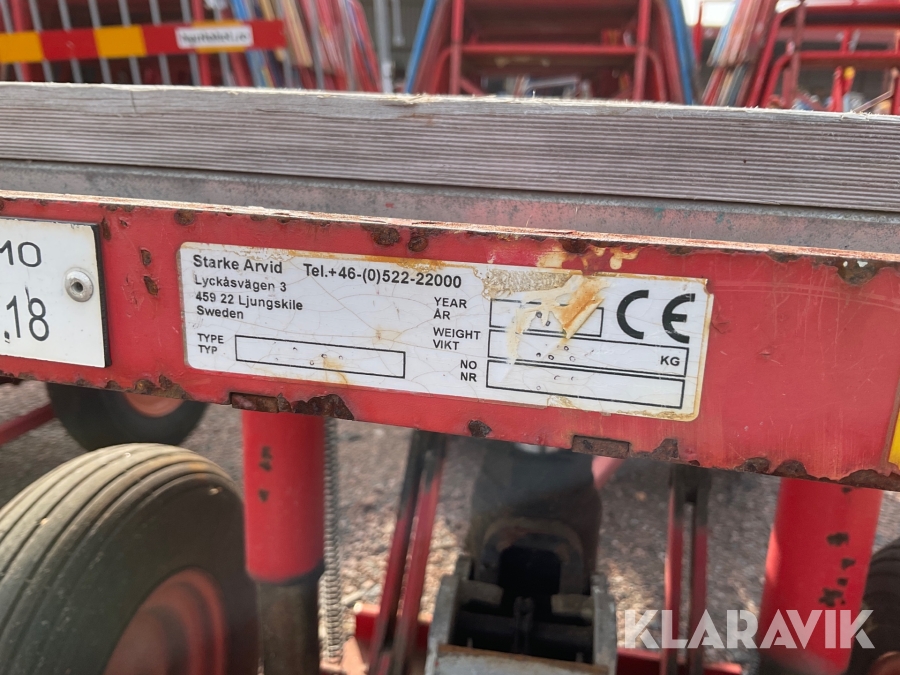 10
.18
Starke Arvid Tel.+46-(0)522-22000
Lyckåsvägen 3
459 22 Ljungskile
Sweden
TYPE
TYP
YEAR
ÅR
WEIGHT
VIKT
KG
NO
NR
CE
KLARAVIK